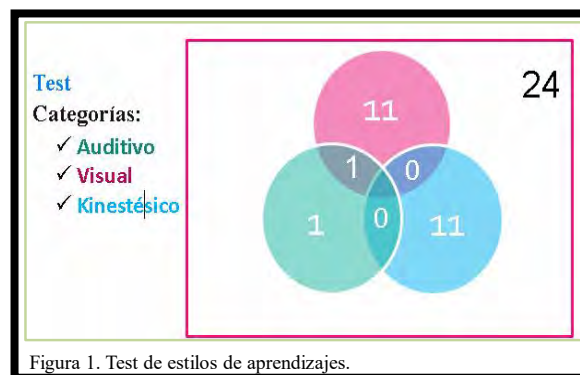 Test
Categorías:
✓ Auditivo
✓ Visual
✓ Kinestésico
24
11
1 0
0
1 11
Figura 1. Test de estilos de aprendizajes.